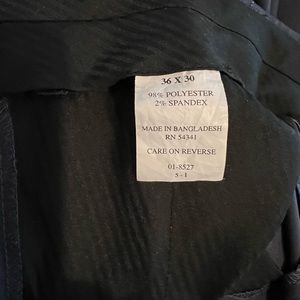 36 X 30
98% POLYESTER
2% SPANDEX
MADE IN BANGLADESH
RN 54341
CARE ON REVERSE
01-8527
5 - 1